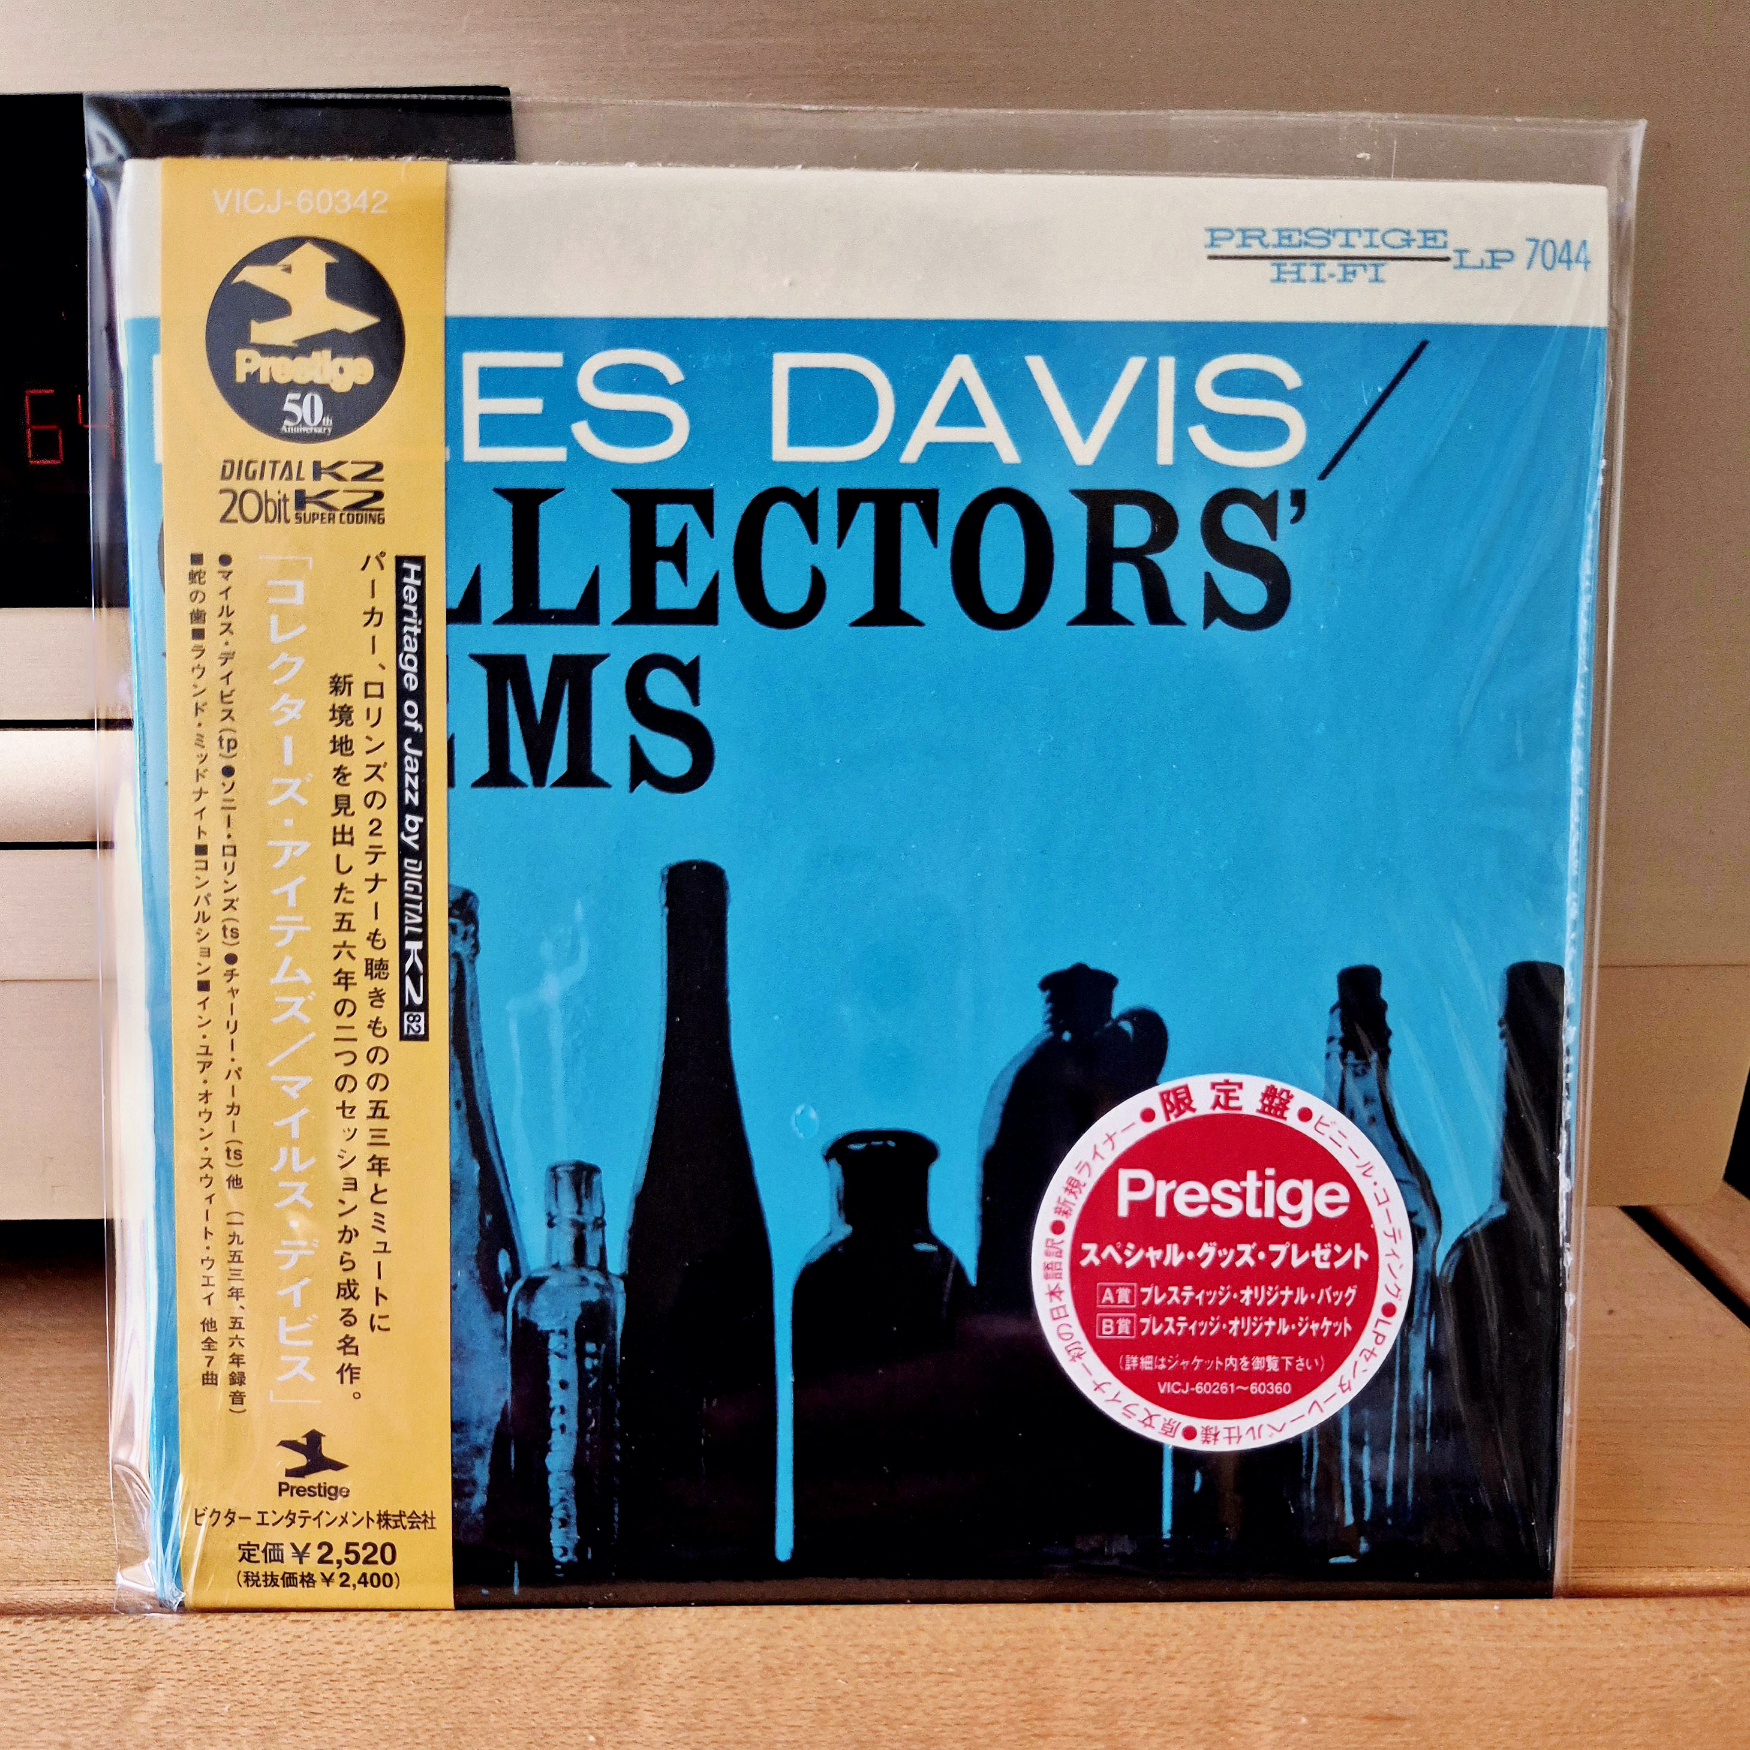 VICJ-60342
Prestige
50th
Anniversary
DIGITAL K2
20bit K2
SUPER CODING
Heritage of Jazz by DIGITAL K2 82
パーカー、ロリンズの2テナーも聴きものの五三年とミュートに
新境地を見出した五六年の二つのセッションから成る名作。
「コレクターズ・アイテムズ／マイルス・デイビス」
●マイルス・デイビス(tp)●ソニー・ロリンズ(ts)●チャーリー・パーカー(ts)他 (一九五三年、五六年録音)
■蛇の歯■ラウンド・ミッドナイト■コンパルション■イン・ユア・オウン・スウィート・ウェイ 他全7曲
Prestige
ビクターエンタテインメント株式会社
定価￥2,520
(税抜価格￥2,400)
PRESTIGE
HI-FI
LP 7044
LES DAVIS/
LLECTORS'
EMS
●限定盤●ビニール・コーティング●LPセンターレーベル仕様●原文ライナー初の日本語訳●新規ライナー
Prestige
スペシャル・グッズ・プレゼント
A賞 プレスティッジ・オリジナル・バッグ
B賞 プレスティッジ・オリジナル・ジャケット
(詳細はジャケット内を御覧下さい)
VICJ-60261〜60360
64